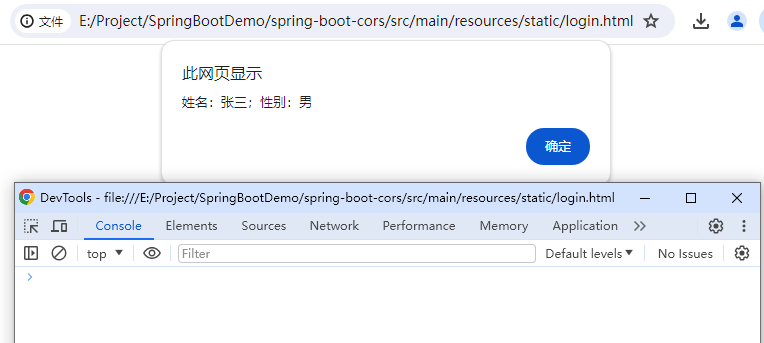 文件 E:/Project/SpringBootDemo/spring-boot-cors/src/main/resources/static/login.html
此网页显示
姓名：张三；性别：男
确定
DevTools - file:///E:/Project/SpringBootDemo/spring-boot-cors/src/main/resources/static/login.html
Console Elements Sources Network Performance Memory Application
top Filter Default levels No Issues